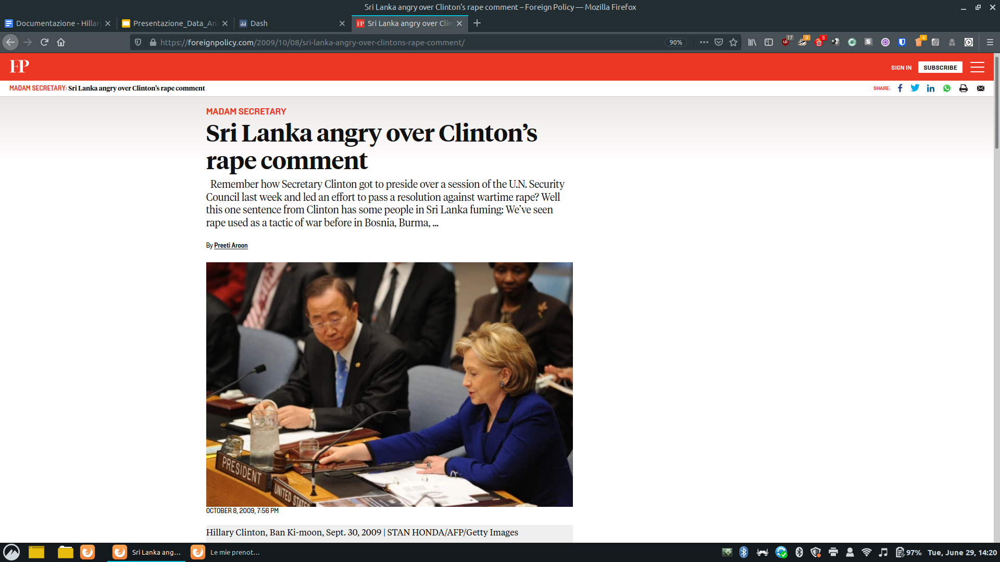 Sri Lanka angry over Clinton’s rape comment – Foreign Policy — Mozilla Firefox
Documentazione - Hillar
Presentazione_Data_An
Dash
Sri Lanka angry over Clin
https://foreignpolicy.com/2009/10/08/sri-lanka-angry-over-clintons-rape-comment/
90%
17
9
8
S
4
FP
SIGN IN
SUBSCRIBE
MADAM SECRETARY: Sri Lanka angry over Clinton’s rape comment
SHARE:
MADAM SECRETARY
Sri Lanka angry over Clinton’s
rape comment
Remember how Secretary Clinton got to preside over a session of the U.N. Security
Council last week and led an effort to pass a resolution against wartime rape? Well
this one sentence from Clinton has some people in Sri Lanka fuming: We’ve seen
rape used as a tactic of war before in Bosnia, Burma, ...
By Preeti Aroon
PRESIDENT
UNITED STATES
OCTOBER 8, 2009, 7:56 PM
Hillary Clinton, Ban Ki-moon, Sept. 30, 2009 | STAN HONDA/AFP/Getty Images
Sri Lanka ang...
Le mie prenot...
97%
Tue, June 29, 14:20